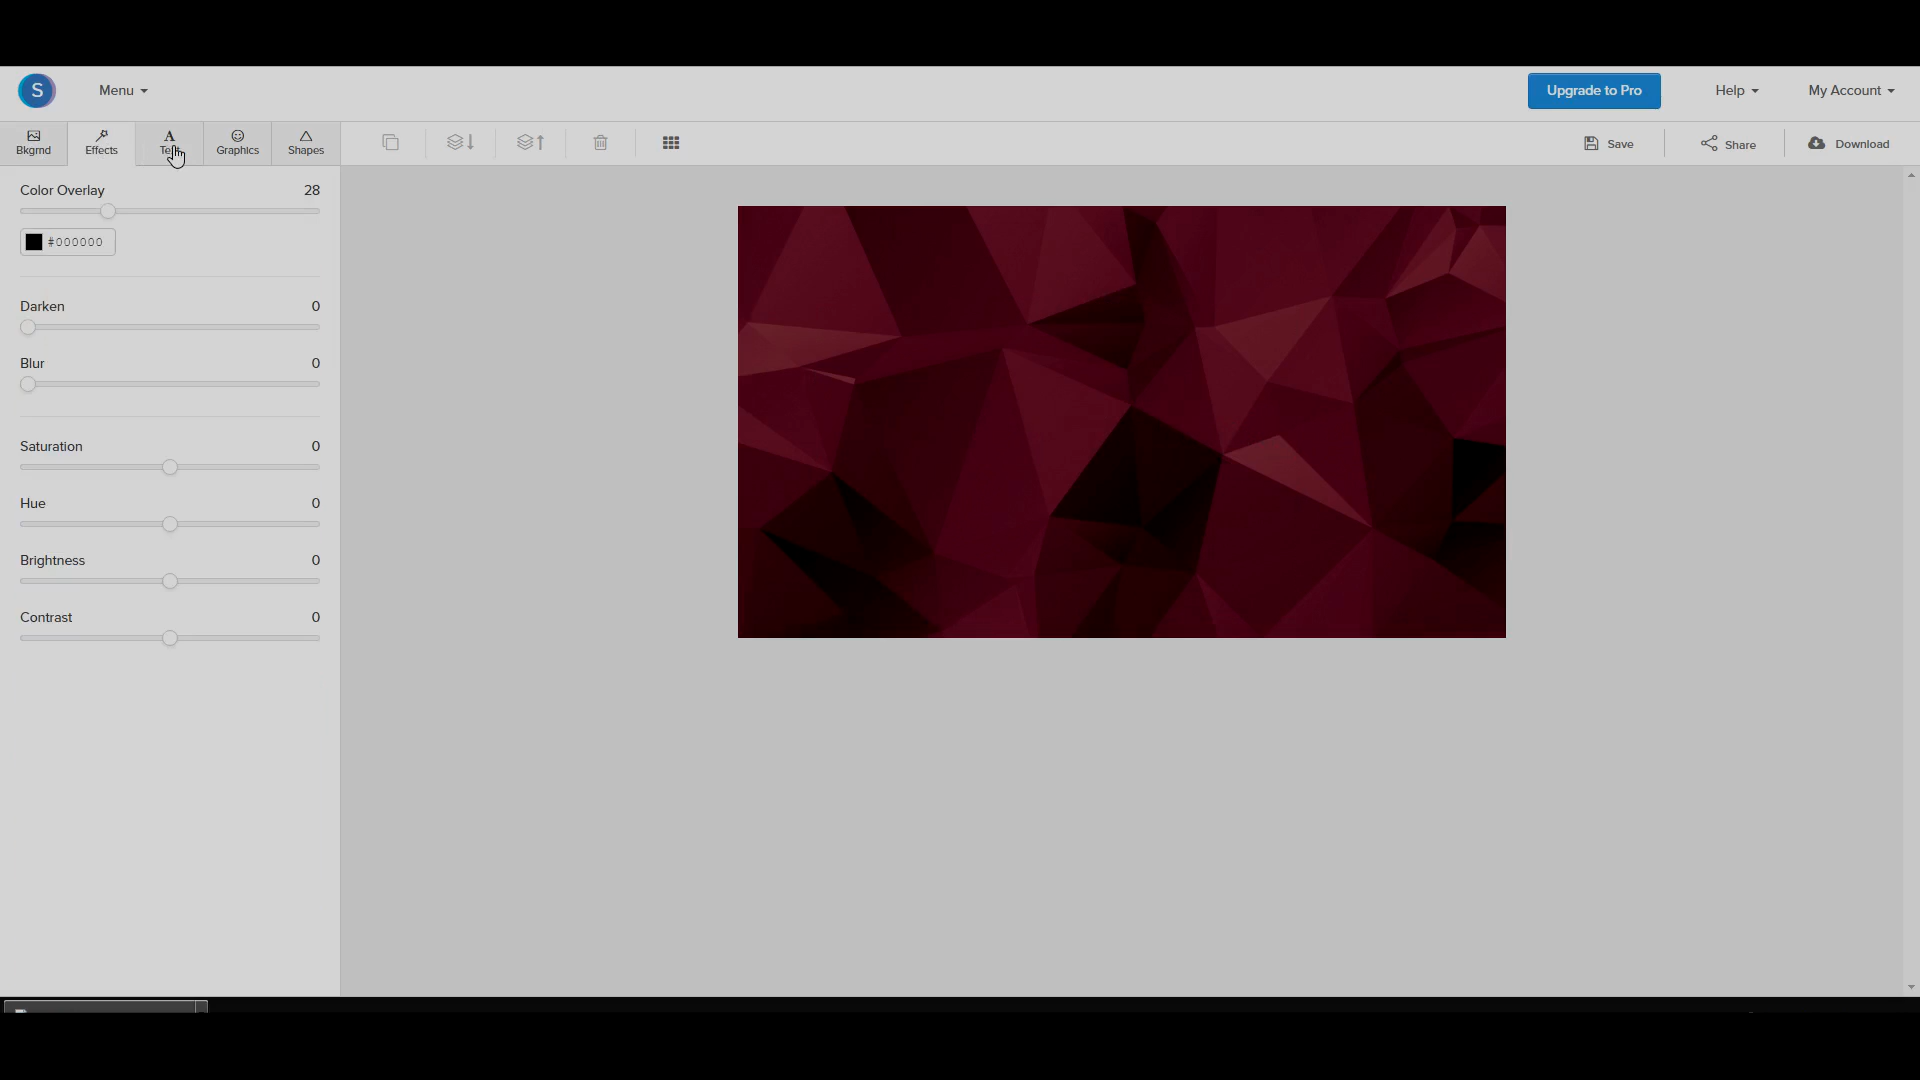 S
Menu
Upgrade to Pro
Help
My Account
Bkgrnd
Effects
Graphics
Shapes
Save
Share
Download
Color Overlay 28
#000000
Darken 0
Blur 0
Saturation 0
Hue 0
Brightness 0
Contrast 0